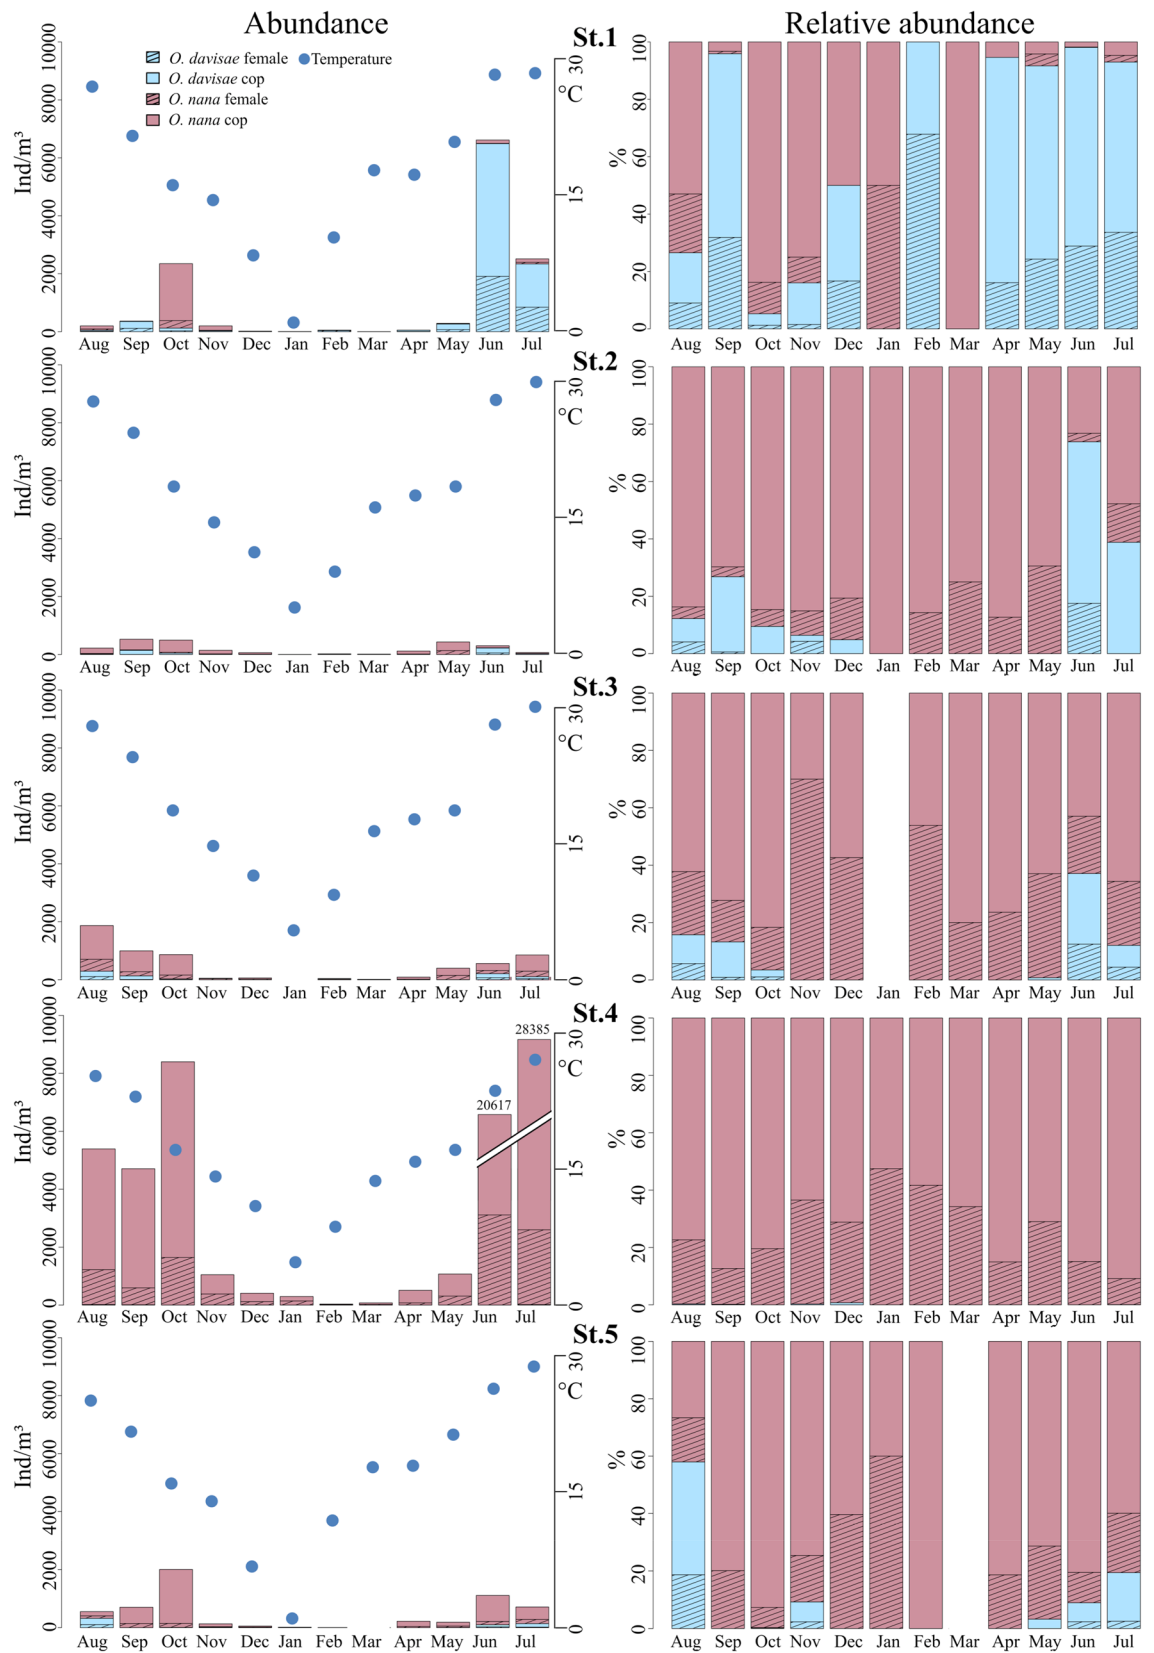 Abundance
Relative abundance
St.1
O. davisae female
Temperature
O. davisae cop
O. nana female
O. nana cop
Ind/m³
0 2000 4000 6000 8000 10000
0 15 30
°C
Aug Sep Oct Nov Dec Jan Feb Mar Apr May Jun Jul
%
0 20 40 60 80 100
Aug Sep Oct Nov Dec Jan Feb Mar Apr May Jun Jul
St.2
Ind/m³
0 2000 4000 6000 8000 10000
0 15 30
°C
Aug Sep Oct Nov Dec Jan Feb Mar Apr May Jun Jul
%
0 20 40 60 80 100
Aug Sep Oct Nov Dec Jan Feb Mar Apr May Jun Jul
St.3
Ind/m³
0 2000 4000 6000 8000 10000
0 15 30
°C
Aug Sep Oct Nov Dec Jan Feb Mar Apr May Jun Jul
%
0 20 40 60 80 100
Aug Sep Oct Nov Dec Jan Feb Mar Apr May Jun Jul
St.4
Ind/m³
0 2000 4000 6000 8000 10000
20617
28385
0 15 30
°C
Aug Sep Oct Nov Dec Jan Feb Mar Apr May Jun Jul
%
0 20 40 60 80 100
Aug Sep Oct Nov Dec Jan Feb Mar Apr May Jun Jul
St.5
Ind/m³
0 2000 4000 6000 8000 10000
0 15 30
°C
Aug Sep Oct Nov Dec Jan Feb Mar Apr May Jun Jul
%
0 20 40 60 80 100
Aug Sep Oct Nov Dec Jan Feb Mar Apr May Jun Jul